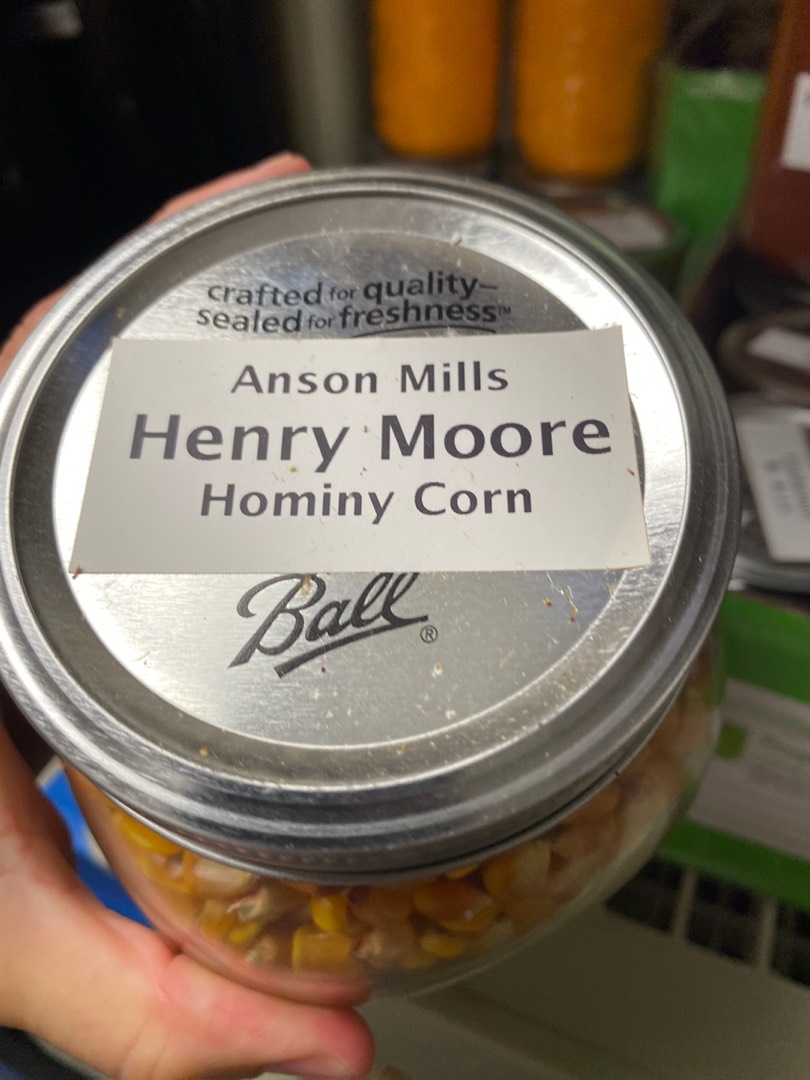 crafted for quality—
sealed for freshness™
Anson Mills
Henry Moore
Hominy Corn
Ball®